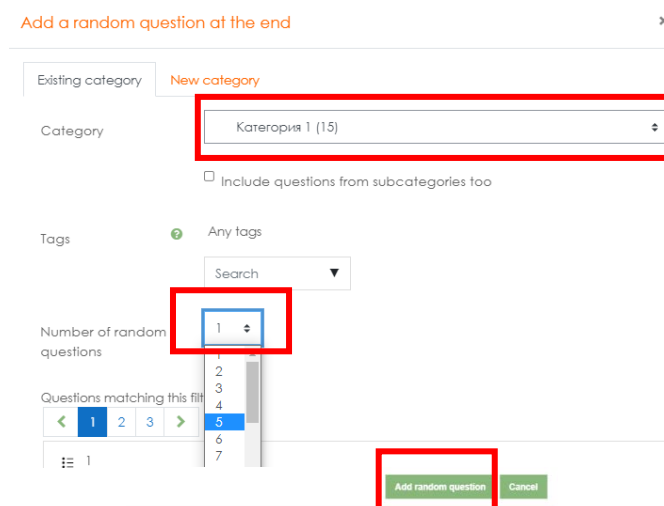 Add a random question at the end
×
Existing category New category
Category
Категория 1 (15)
Include questions from subcategories too
Tags
Any tags
Search
Number of random questions
1
1
2
3
4
5
6
7
Questions matching this filt
1 2 3
1
Add random question Cancel